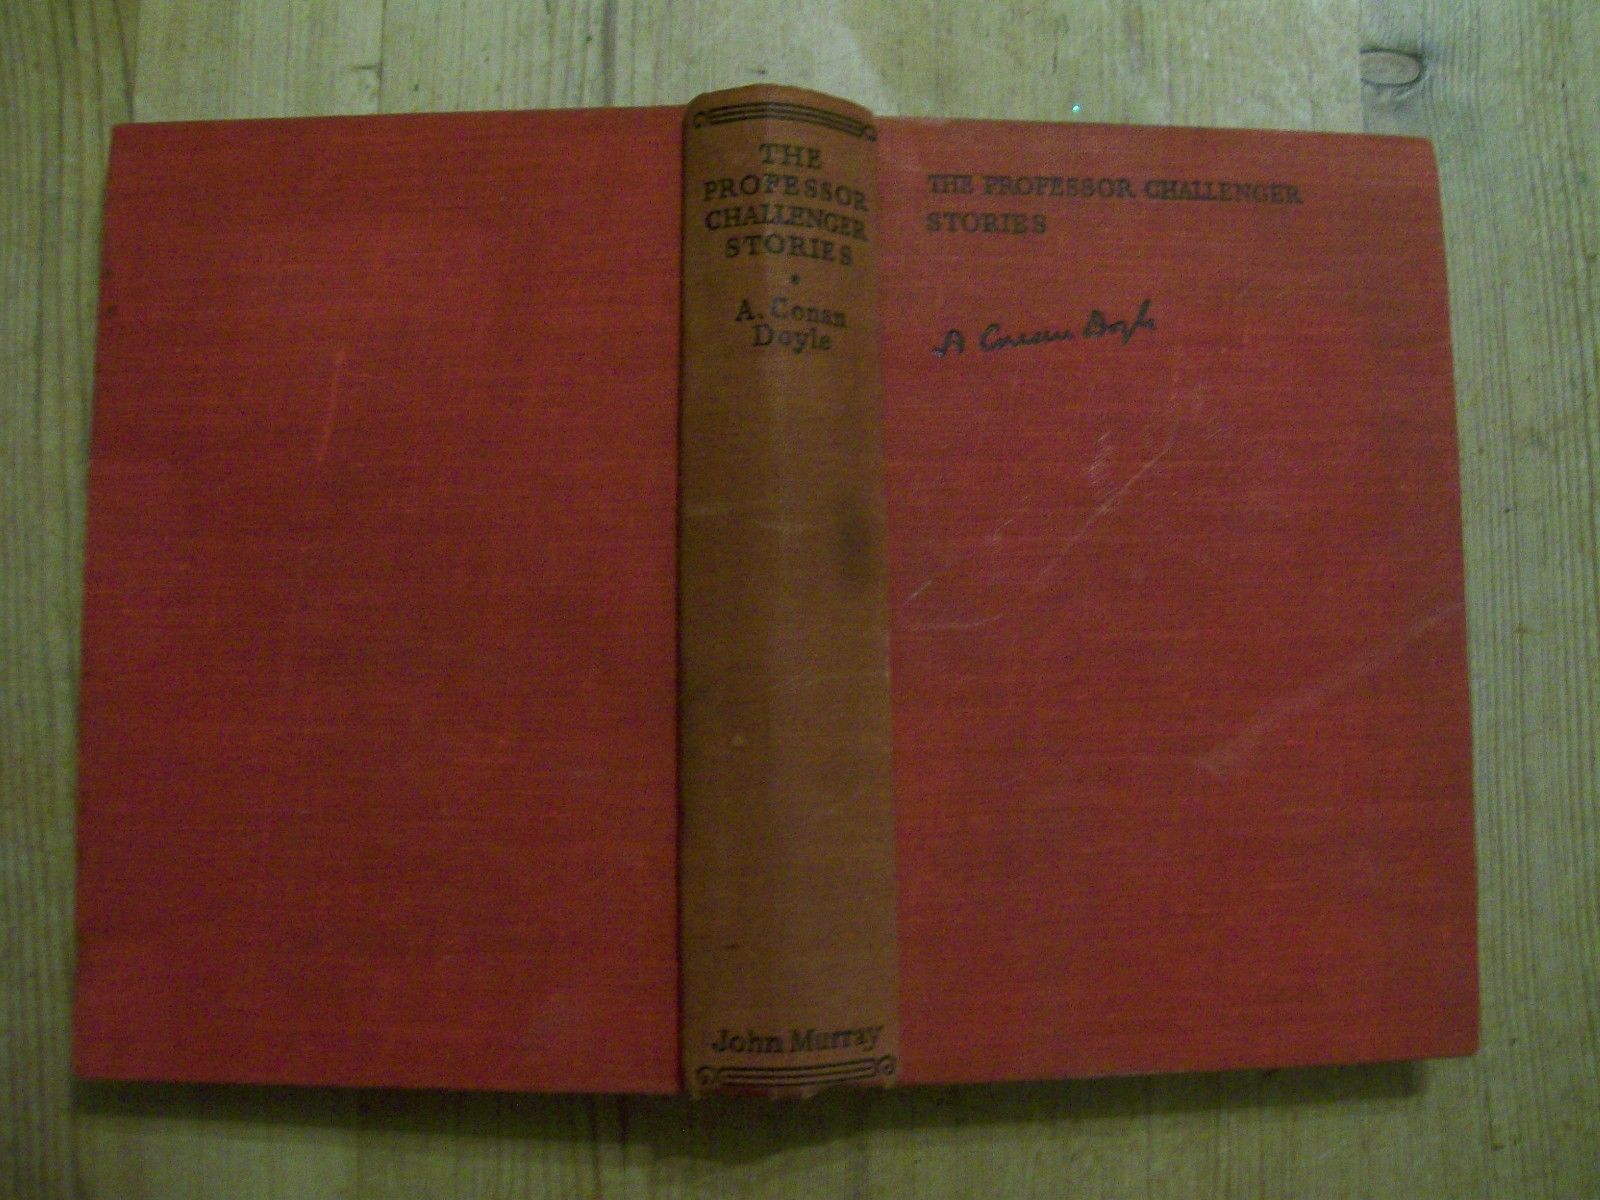 THE
PROFESSOR
CHALLENGER
STORIES
A. Conan
Doyle
John Murray
THE PROFESSOR CHALLENGER
STORIES
A Conan Doyle